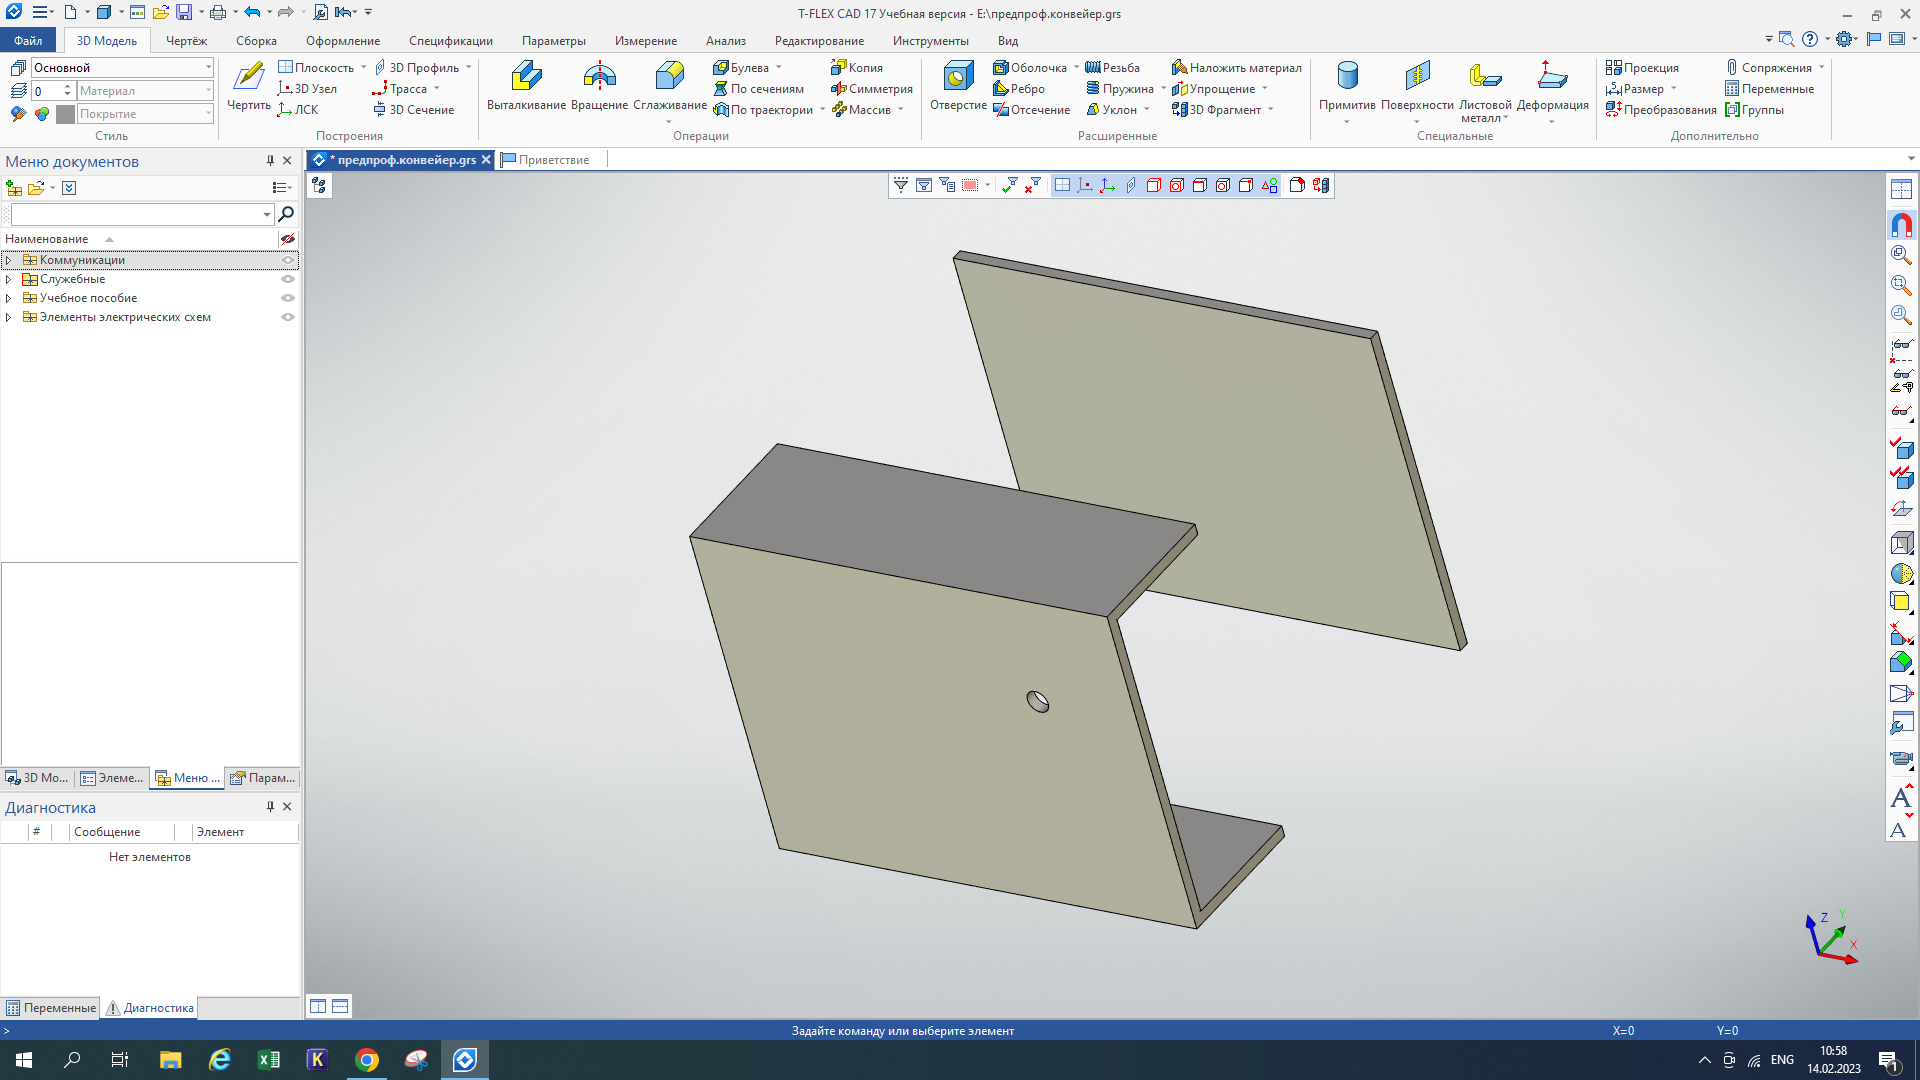 T-FLEX CAD 17 Учебная версия - E:\предпроф.конвейер.grs
Файл 3D Модель Чертёж Сборка Оформление Спецификации Параметры Измерение Анализ Редактирование Инструменты Вид
Основной
0 Материал
Покрытие
Стиль
Чертить
Плоскость
3D Узел
ЛСК
3D Профиль
Трасса
3D Сечение
Построения
Выталкивание
Вращение
Сглаживание
Булева
По сечениям
По траектории
Копия
Симметрия
Массив
Операции
Отверстие
Оболочка
Ребро
Отсечение
Резьба
Пружина
Уклон
Наложить материал
Упрощение
3D Фрагмент
Расширенные
Примитив
Поверхности
Листовой
металл
Деформация
Специальные
Проекция
Размер
Преобразования
Сопряжения
Переменные
Группы
Дополнительно
Меню документов
* предпроф.конвейер.grs
Приветствие
Наименование
Коммуникации
Служебные
Учебное пособие
Элементы электрических схем
3D Мо...
Элеме...
Меню ...
Парам...
Диагностика
# Сообщение Элемент
Нет элементов
Переменные
Диагностика
Z
Y
X
A
A
> Задайте команду или выберите элемент X=0 Y=0
K
ENG
10:58
14.02.2023
1